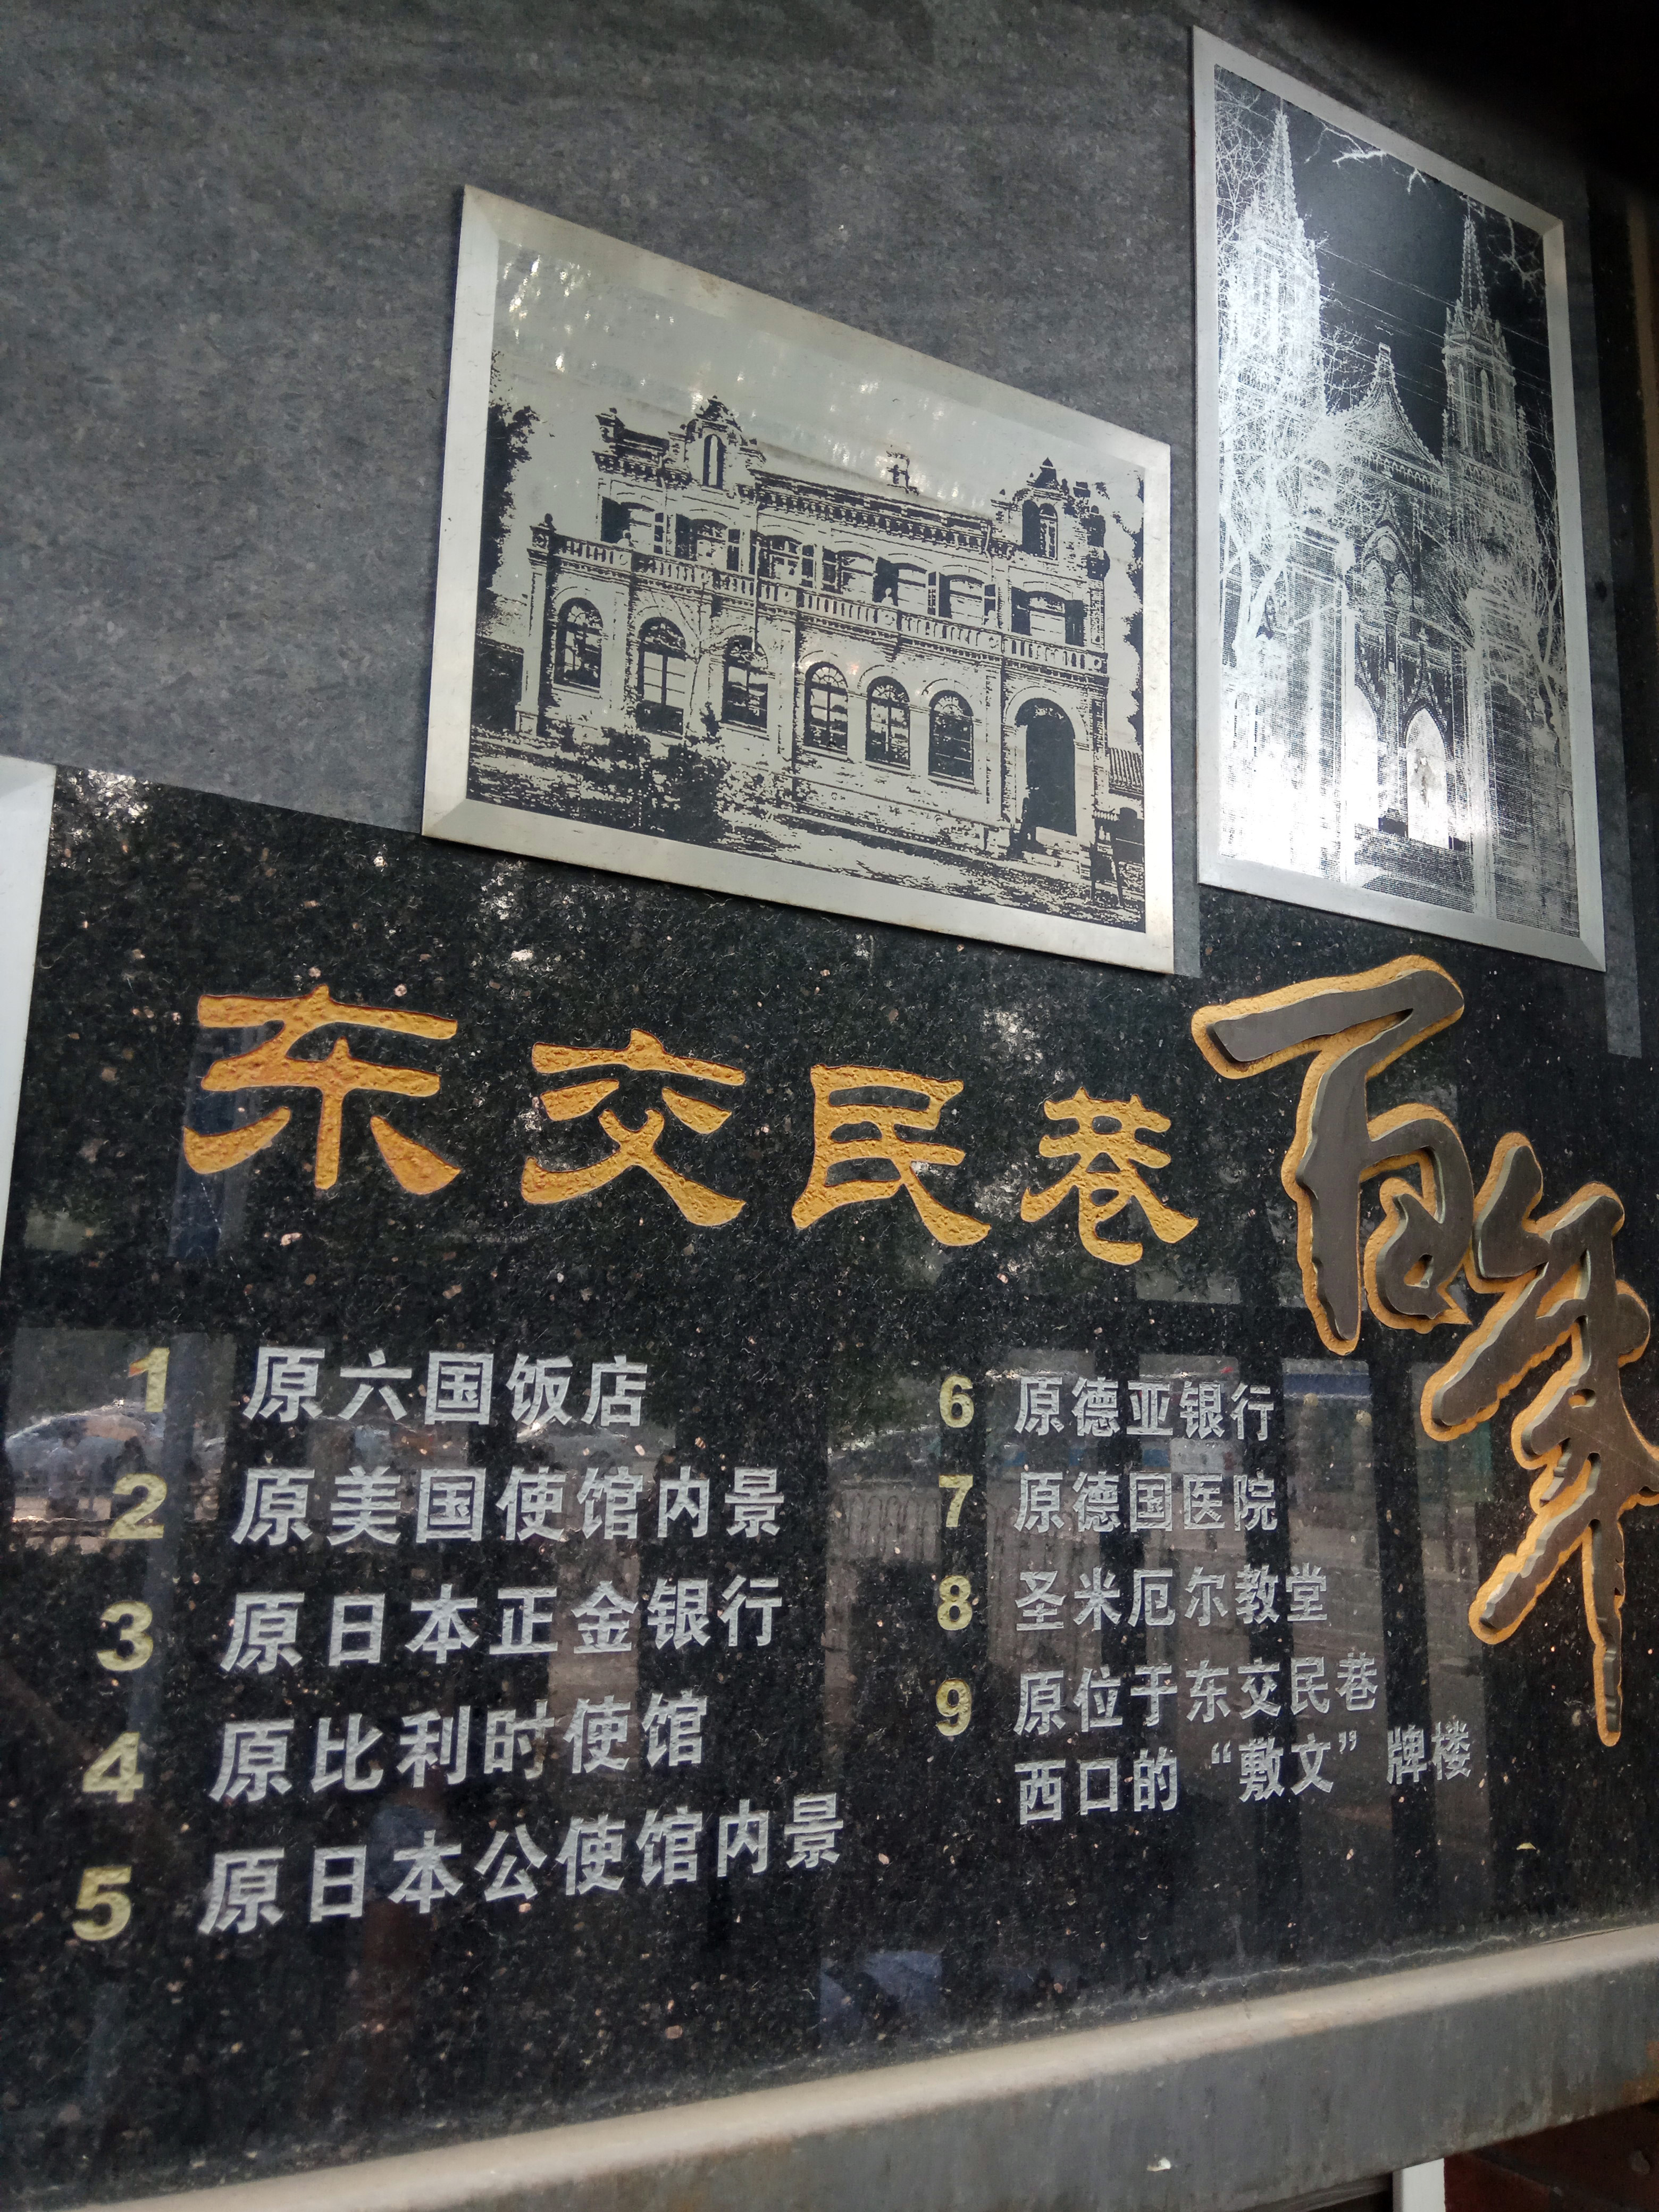 东交民巷百年
1 原六国饭店
2 原美国使馆内景
3 原日本正金银行
4 原比利时使馆
5 原日本公使馆内景
6 原德亚银行
7 原德国医院
8 圣米厄尔教堂
9 原位于东交民巷
西口的“敷文”牌楼